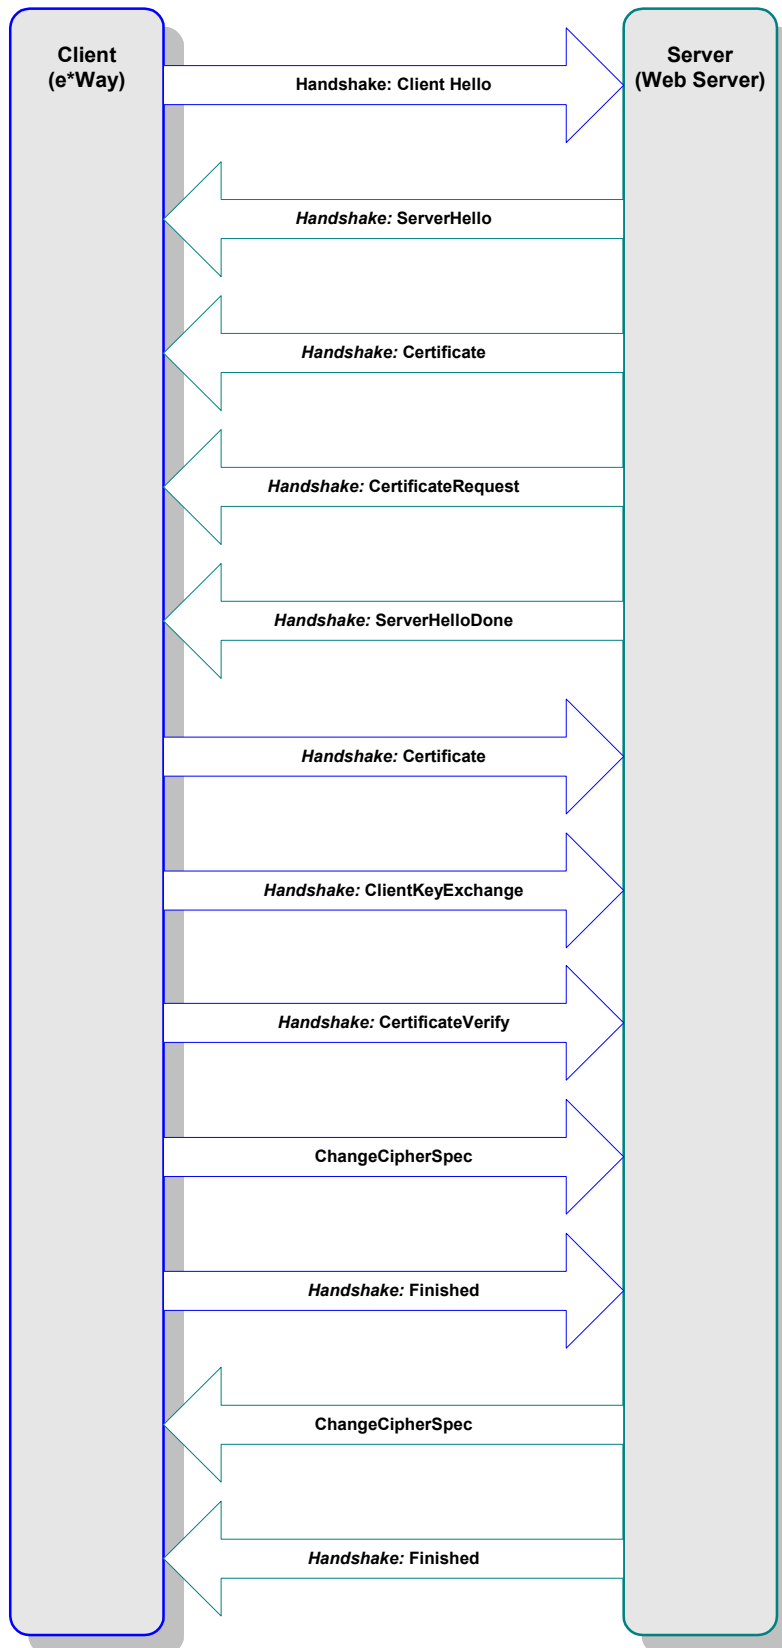 Client
(e*Way)
Server
(Web Server)
Handshake: Client Hello
Handshake: ServerHello
Handshake: Certificate
Handshake: CertificateRequest
Handshake: ServerHelloDone
Handshake: Certificate
Handshake: ClientKeyExchange
Handshake: CertificateVerify
ChangeCipherSpec
Handshake: Finished
ChangeCipherSpec
Handshake: Finished